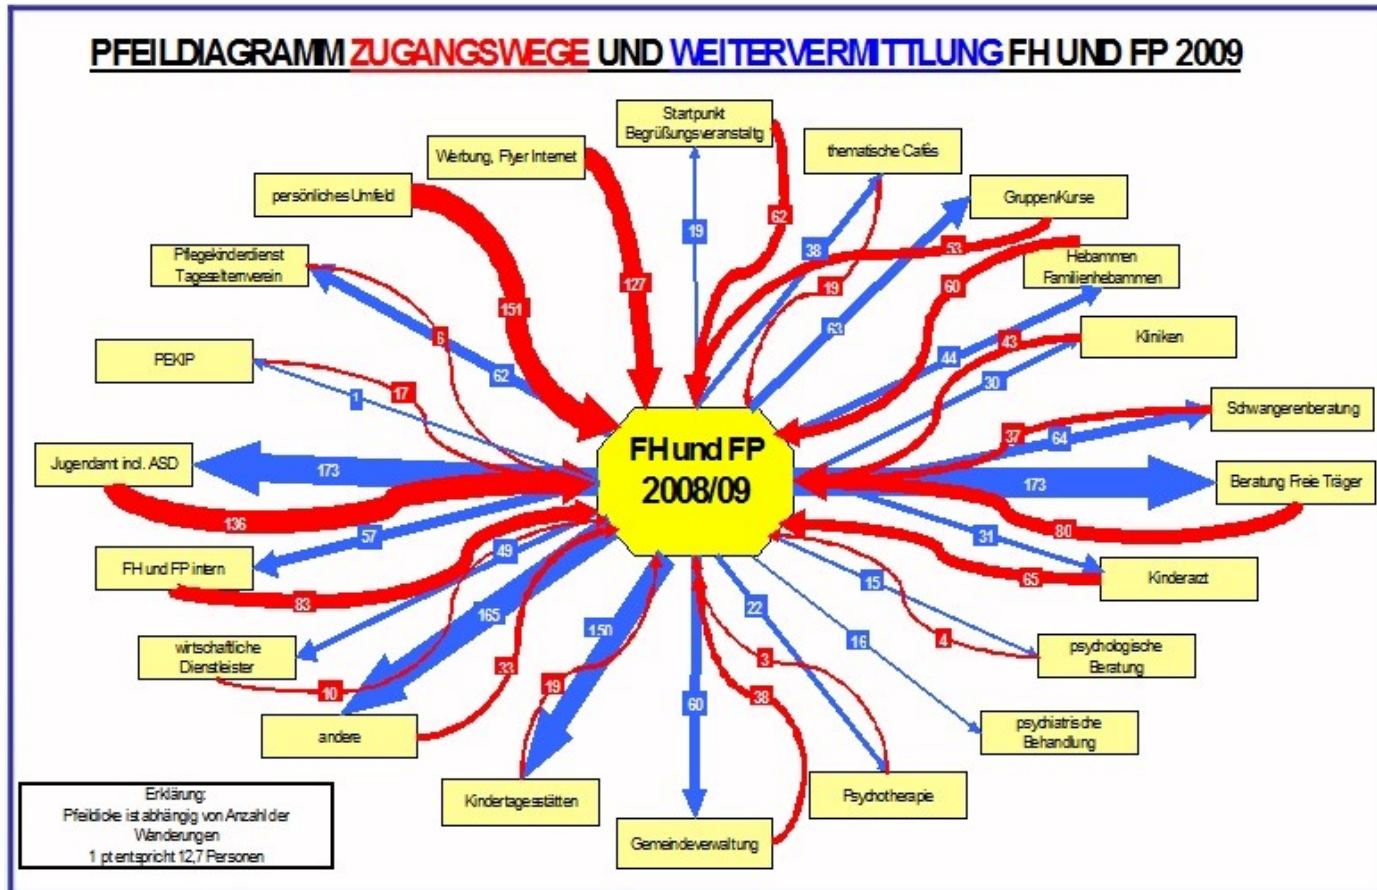 PFEILDIAGRAMM ZUGANGSWEGE UND WEITERVERMITTLUNG FH UND FP 2009
Startpunkt
Begrüßungsveranstaltg
Werbung, Flyer Internet
thematische Cafés
persönliches Umfeld
Gruppen/Kurse
Pflegekinderdienst
Tageselternverein
Hebammen
Familienhebammen
PEKIP
Kliniken
Schwangerenberatung
Jugendamt incl. ASD
Beratung Freie Träger
FH und FP
2008/09
FH und FP intern
Kinderarzt
wirtschaftliche
Dienstleister
psychologische
Beratung
andere
psychiatrische
Behandlung
Kindertagesstätten
Psychotherapie
Gemeindeverwaltung
62
19
38
53
60
19
127
151
63
6
43
44
62
30
17
1
37
64
173
173
136
80
57
31
49
65
83
15
165
150
22
16
4
33
3
10
19
60
38
Erklärung:
Pfeildicke ist abhängig von Anzahl der
Wanderungen
1 pt entspricht 12,7 Personen